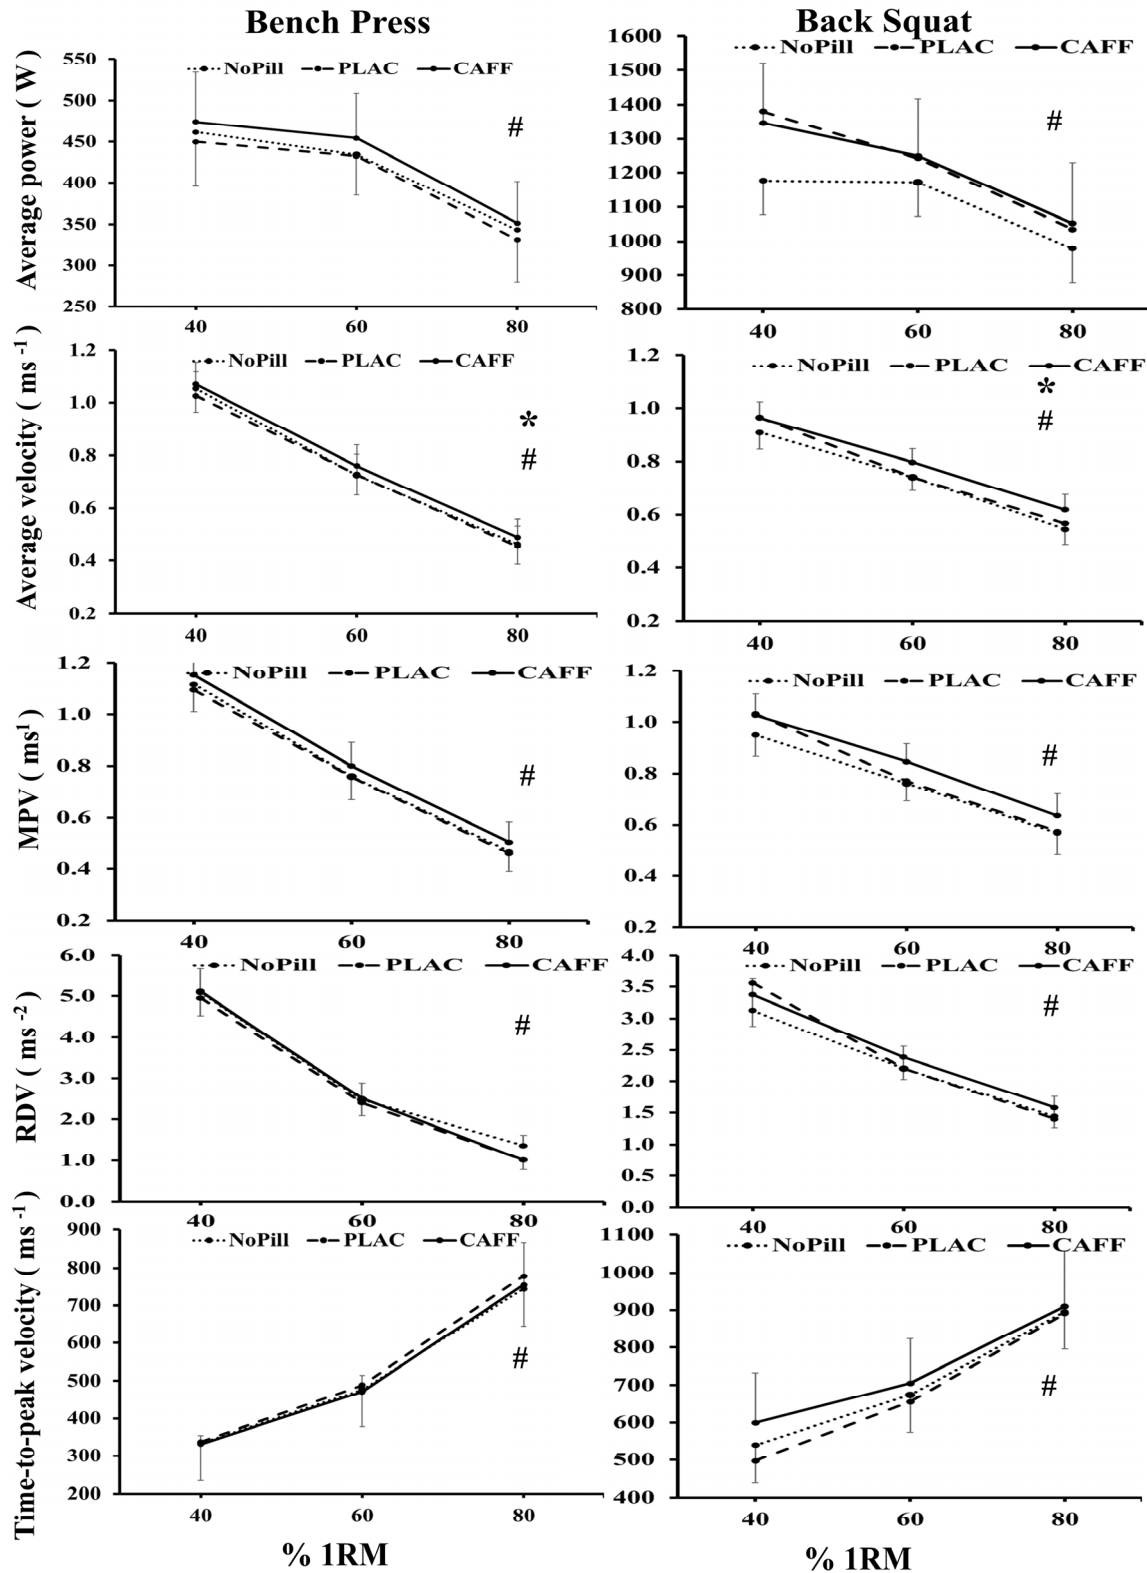 Bench Press
Back Squat
Average power ( W )
550
500
450
400
350
300
250
NoPill PLAC CAFF
#
40 60 80
1600
1500
1400
1300
1200
1100
1000
900
800
NoPill PLAC CAFF
#
40 60 80
Average velocity ( ms -1 )
1.2
1.0
0.8
0.6
0.4
0.2
NoPill PLAC CAFF
*
#
40 60 80
1.2
1.0
0.8
0.6
0.4
0.2
NoPill PLAC CAFF
*
#
40 60 80
MPV ( ms1 )
1.2
1.0
0.8
0.6
0.4
0.2
NoPill PLAC CAFF
#
40 60 80
1.2
1.0
0.8
0.6
0.4
0.2
NoPill PLAC CAFF
#
40 60 80
RDV ( ms -2 )
6.0
5.0
4.0
3.0
2.0
1.0
0.0
NoPill PLAC CAFF
#
40 60 80
4.0
3.5
3.0
2.5
2.0
1.5
1.0
0.5
0.0
NoPill PLAC CAFF
#
40 60 80
Time-to-peak velocity ( ms -1 )
900
800
700
600
500
400
300
200
NoPill PLAC CAFF
#
40 60 80
1100
1000
900
800
700
600
500
400
NoPill PLAC CAFF
#
40 60 80
% 1RM
% 1RM